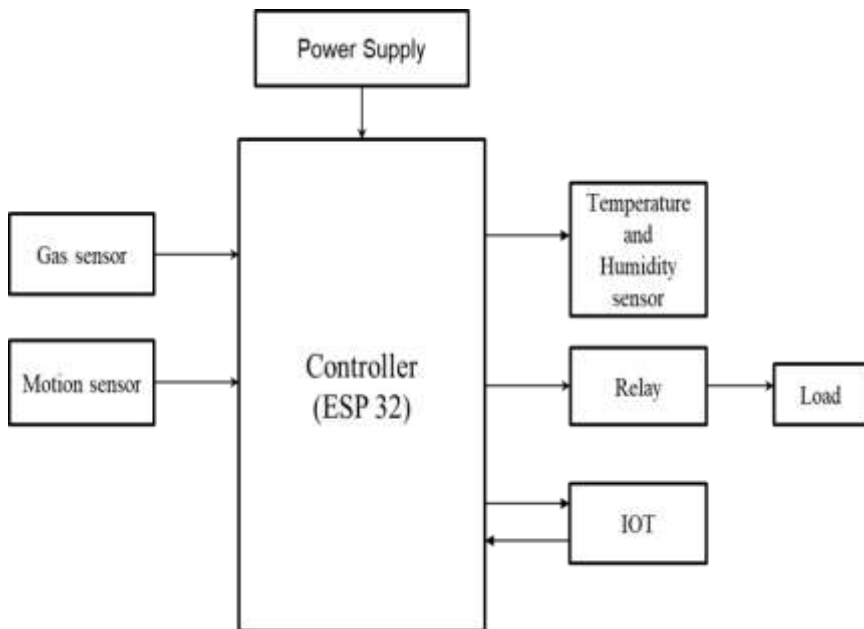 Power Supply
Gas sensor
Motion sensor
Controller
(ESP 32)
Temperature
and
Humidity
sensor
Relay
Load
IOT